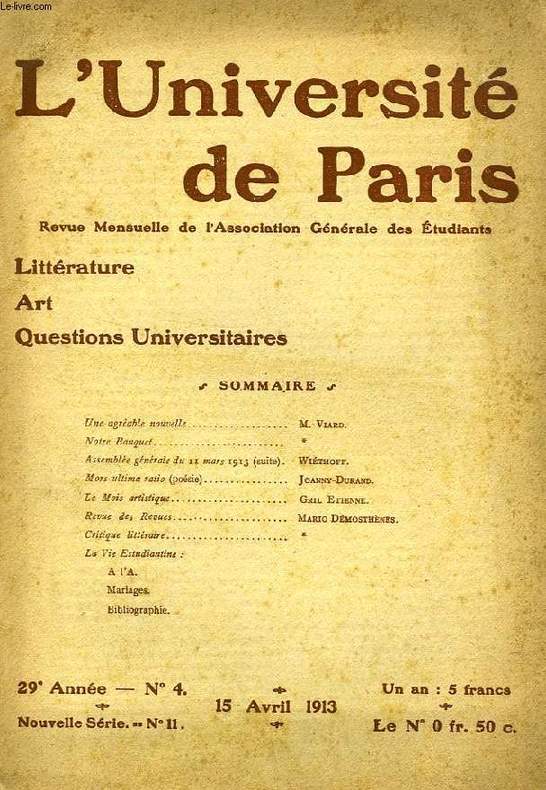 Le-livre.com
L'Université
de Paris
Revue Mensuelle de l'Association Générale des Étudiants
Littérature
Art
Questions Universitaires
SOMMAIRE
Une agréable nouvelle .................... M. VIARD.
Notre Banquet .................... *
Assemblée générale du 11 mars 1913 (suite). WIÉTHOFF.
Mors ultima ratio (poésie) .................... JOANNY-DURAND.
Le Mois artistique .................... GRIL ETIENNE.
Revue des Revues .................... MARIO DÉMOSTHÈNES.
Critique littéraire .................... *
La Vie Estudiantine :
A l'A.
Mariages.
Bibliographie.
29e Année — N° 4.
Nouvelle Série. -- N° 11.
15 Avril 1913
Un an : 5 francs
Le N° 0 fr. 50 c.